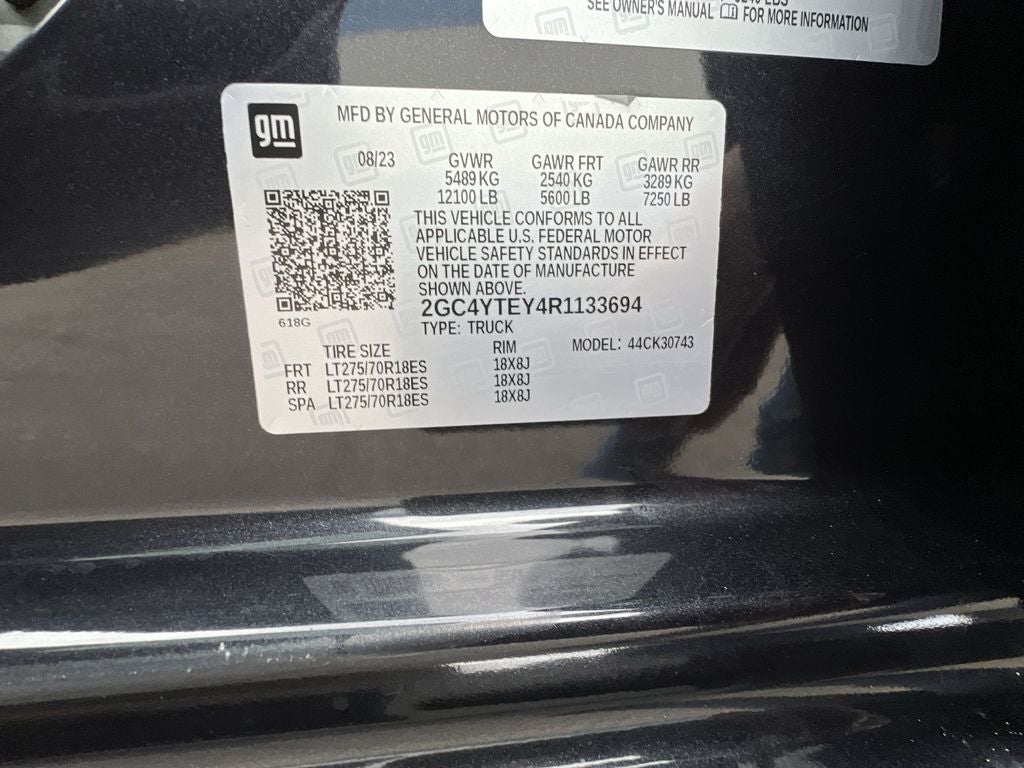 SEE OWNER'S MANUAL FOR MORE INFORMATION
gm
MFD BY GENERAL MOTORS OF CANADA COMPANY
08/23 GVWR GAWR FRT GAWR RR
5489 KG 2540 KG 3289 KG
12100 LB 5600 LB 7250 LB
THIS VEHICLE CONFORMS TO ALL
APPLICABLE U.S. FEDERAL MOTOR
VEHICLE SAFETY STANDARDS IN EFFECT
ON THE DATE OF MANUFACTURE
SHOWN ABOVE.
2GC4YTEY4R1133694
618G
TYPE: TRUCK
TIRE SIZE RIM MODEL: 44CK30743
FRT LT275/70R18ES 18X8J
RR LT275/70R18ES 18X8J
SPA LT275/70R18ES 18X8J